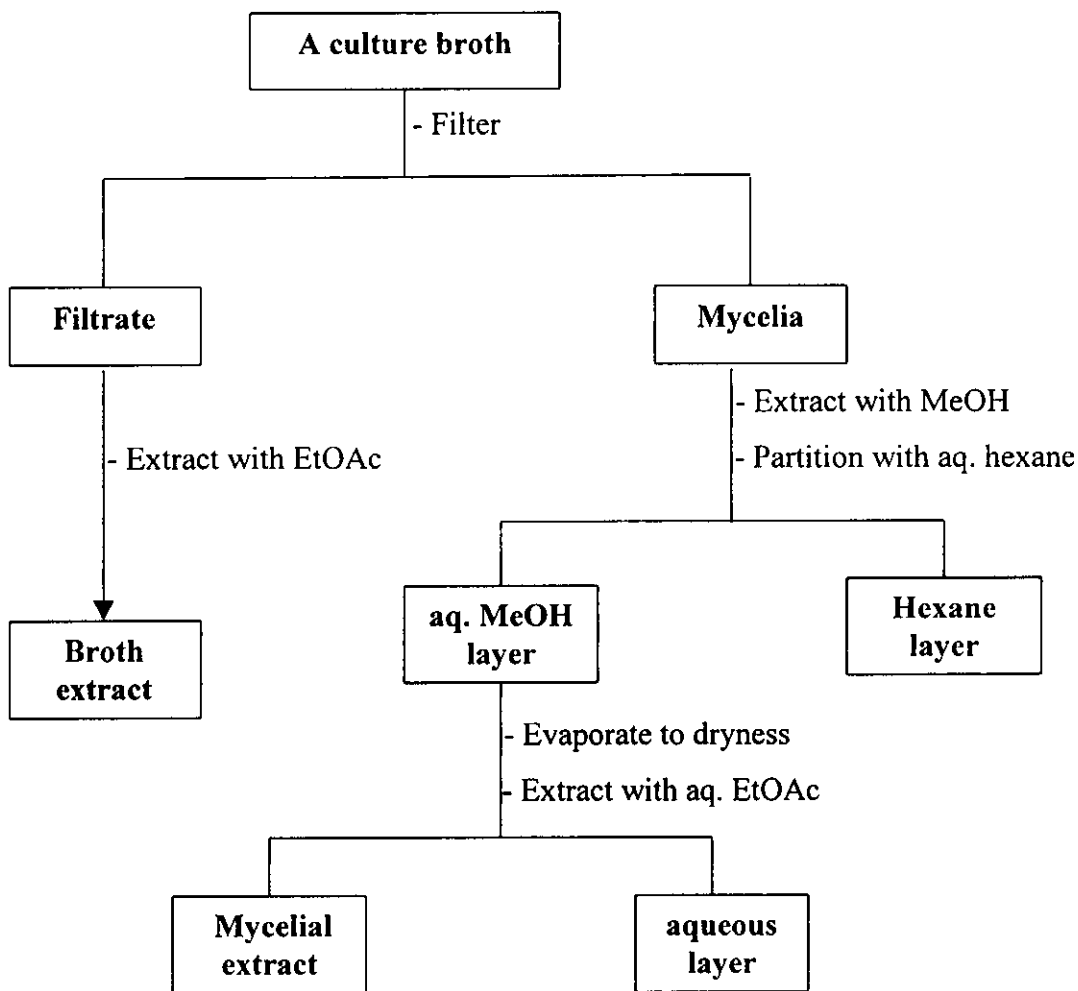 A culture broth
- Filter
Filtrate
Mycelia
- Extract with MeOH
- Partition with aq. hexane
- Extract with EtOAc
aq. MeOH
layer
Hexane
layer
Broth
extract
- Evaporate to dryness
- Extract with aq. EtOAc
Mycelial
extract
aqueous
layer